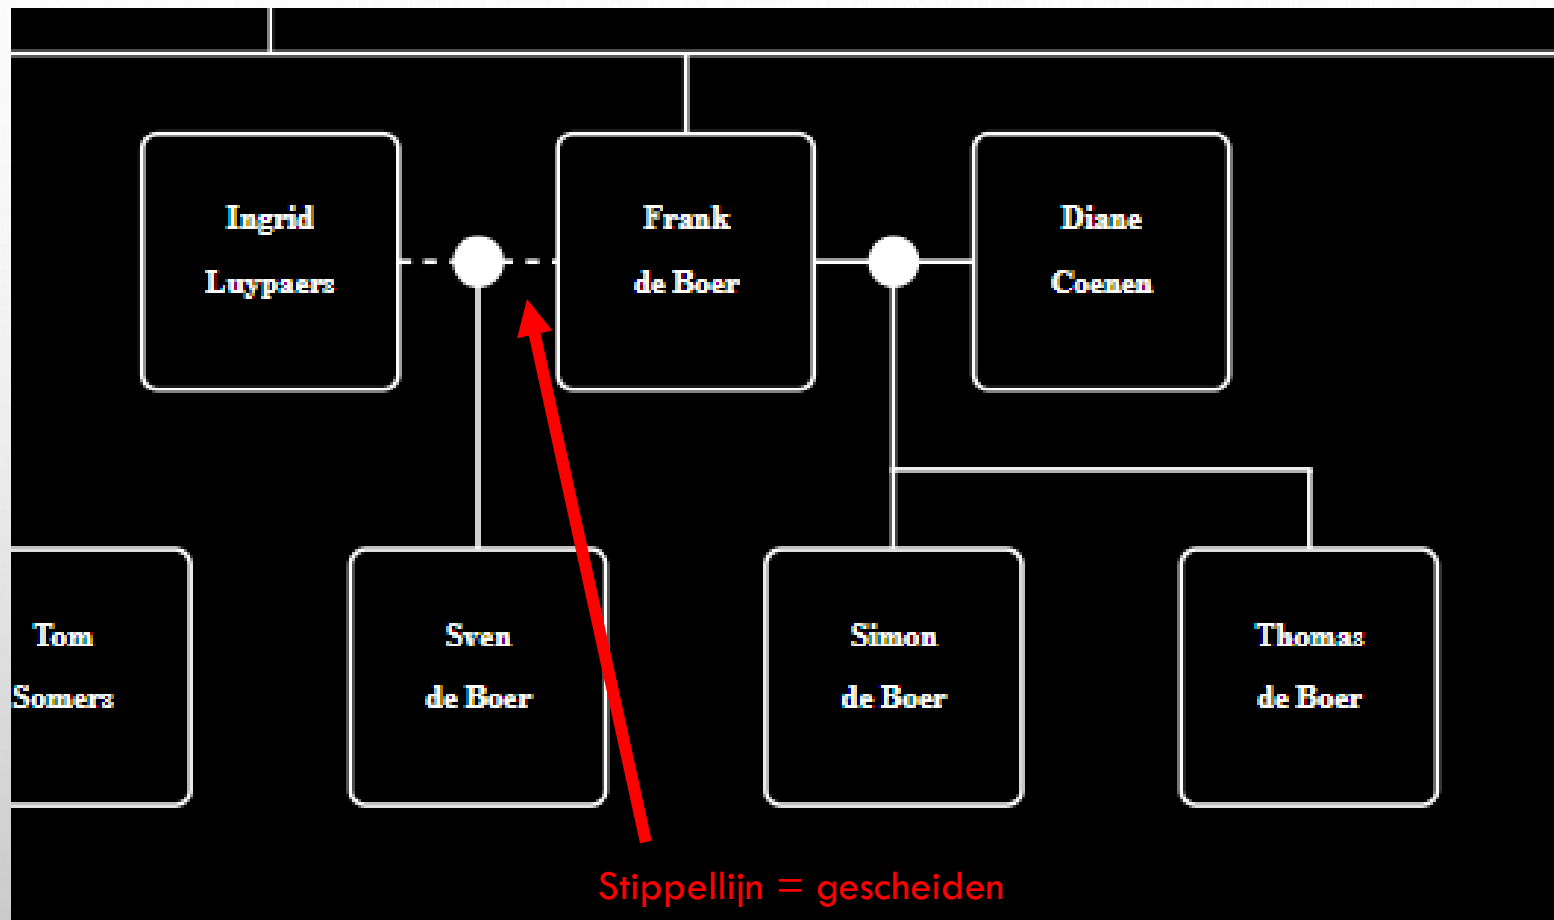 Ingrid
Luypaers
Frank
de Boer
Diane
Coenen
Tom
Somers
Sven
de Boer
Simon
de Boer
Thomas
de Boer
Stippellijn = gescheiden